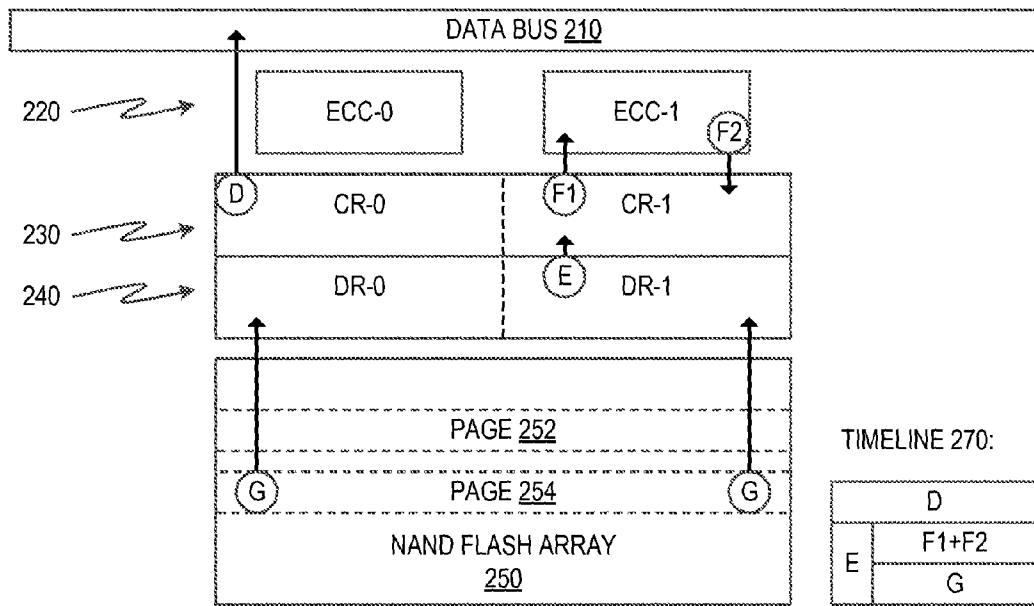 DATA BUS 210
220
ECC-0
ECC-1
F2
D
CR-0
F1
CR-1
230
E
240
DR-0
DR-1
PAGE 252
TIMELINE 270:
G
PAGE 254
G
D
NAND FLASH ARRAY
250
E
F1+F2
G